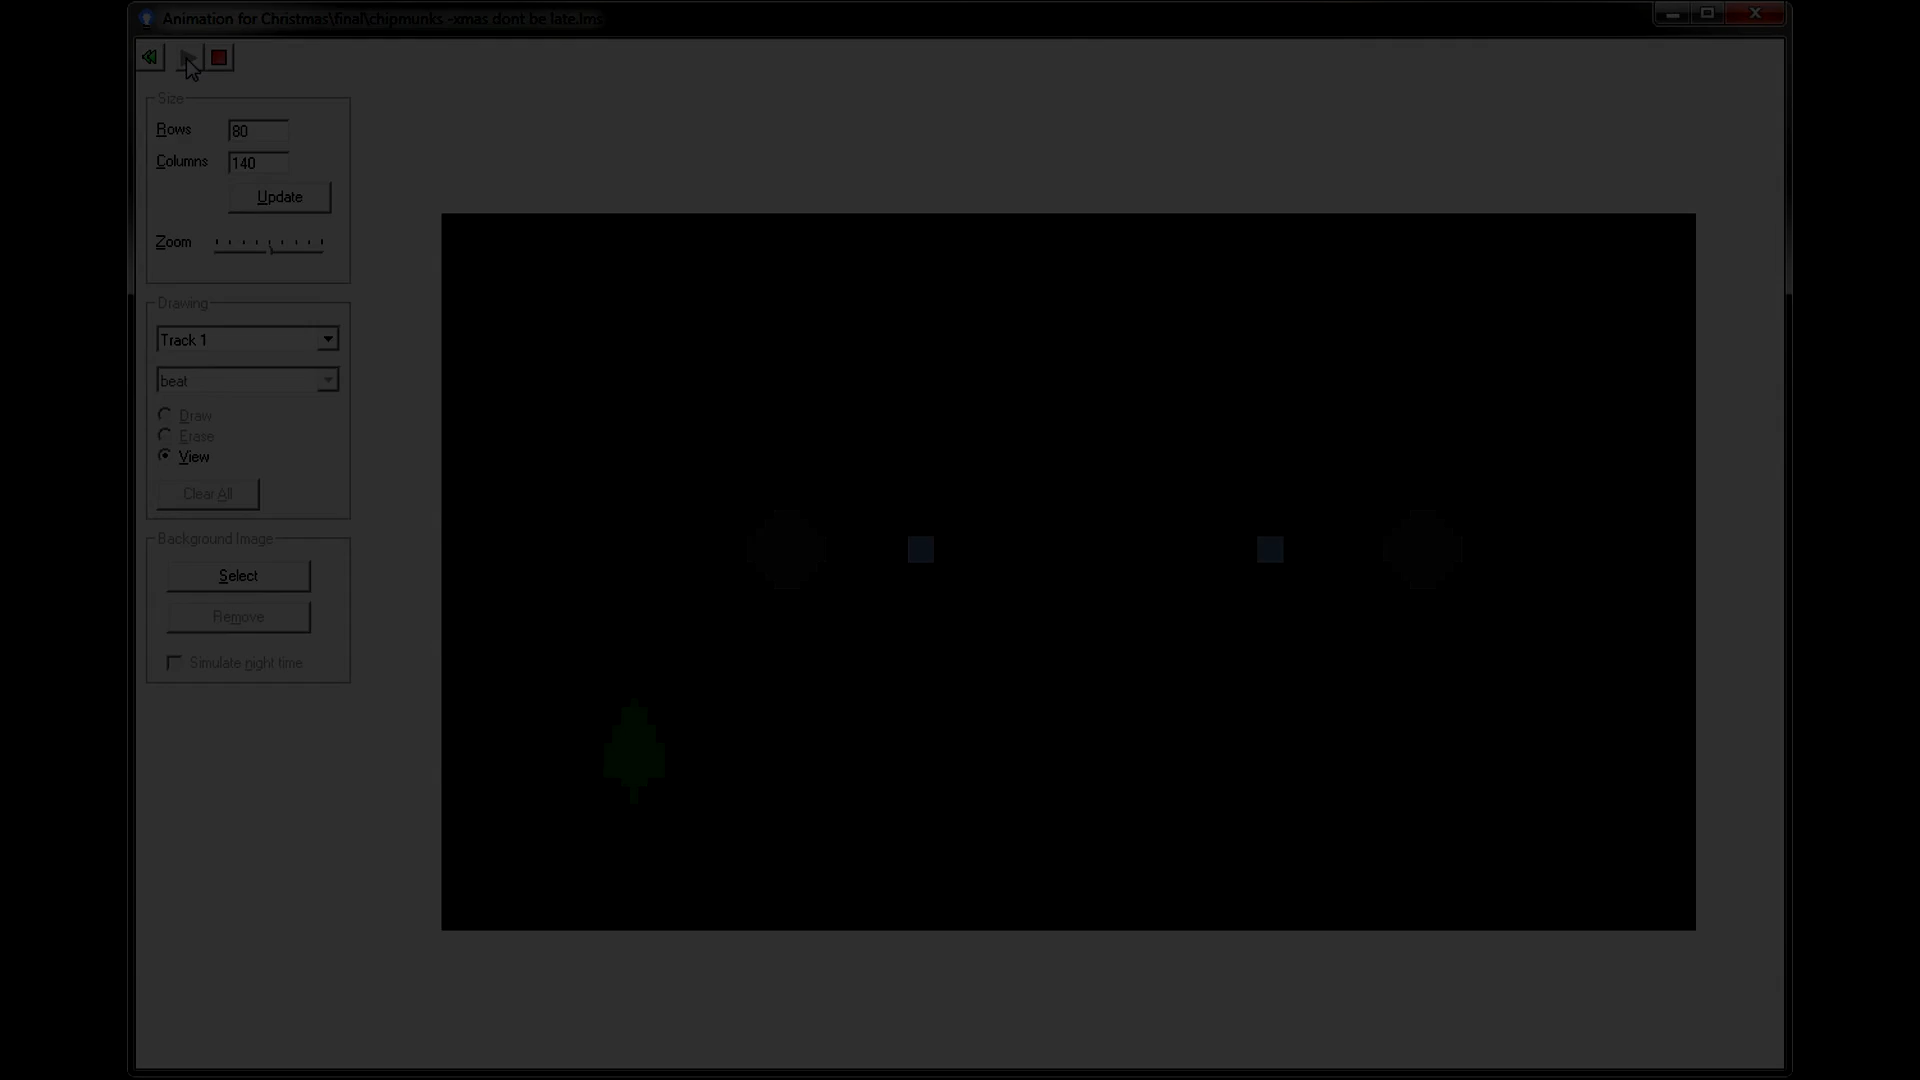 Animation for Christmas\final\chipmunks -xmas dont be late.lms
Size
Rows 80
Columns 140
Update
Zoom
Drawing
Track 1
beat
Draw
Erase
View
Clear All
Background Image
Select
Remove
Simulate night time